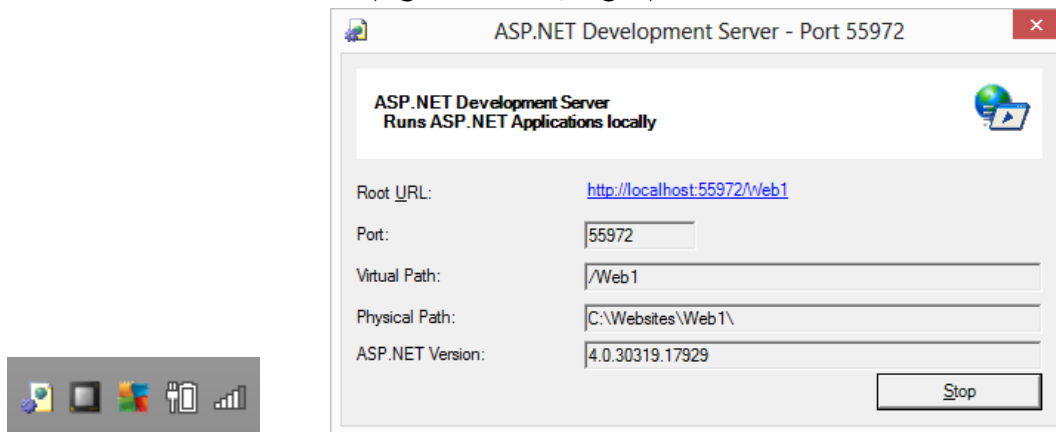 ASP.NET Development Server - Port 55972
ASP.NET Development Server
Runs ASP.NET Applications locally
Root URL: http://localhost:55972/Web1
Port: 55972
Virtual Path: /Web1
Physical Path: C:\Websites\Web1\
ASP.NET Version: 4.0.30319.17929
Stop